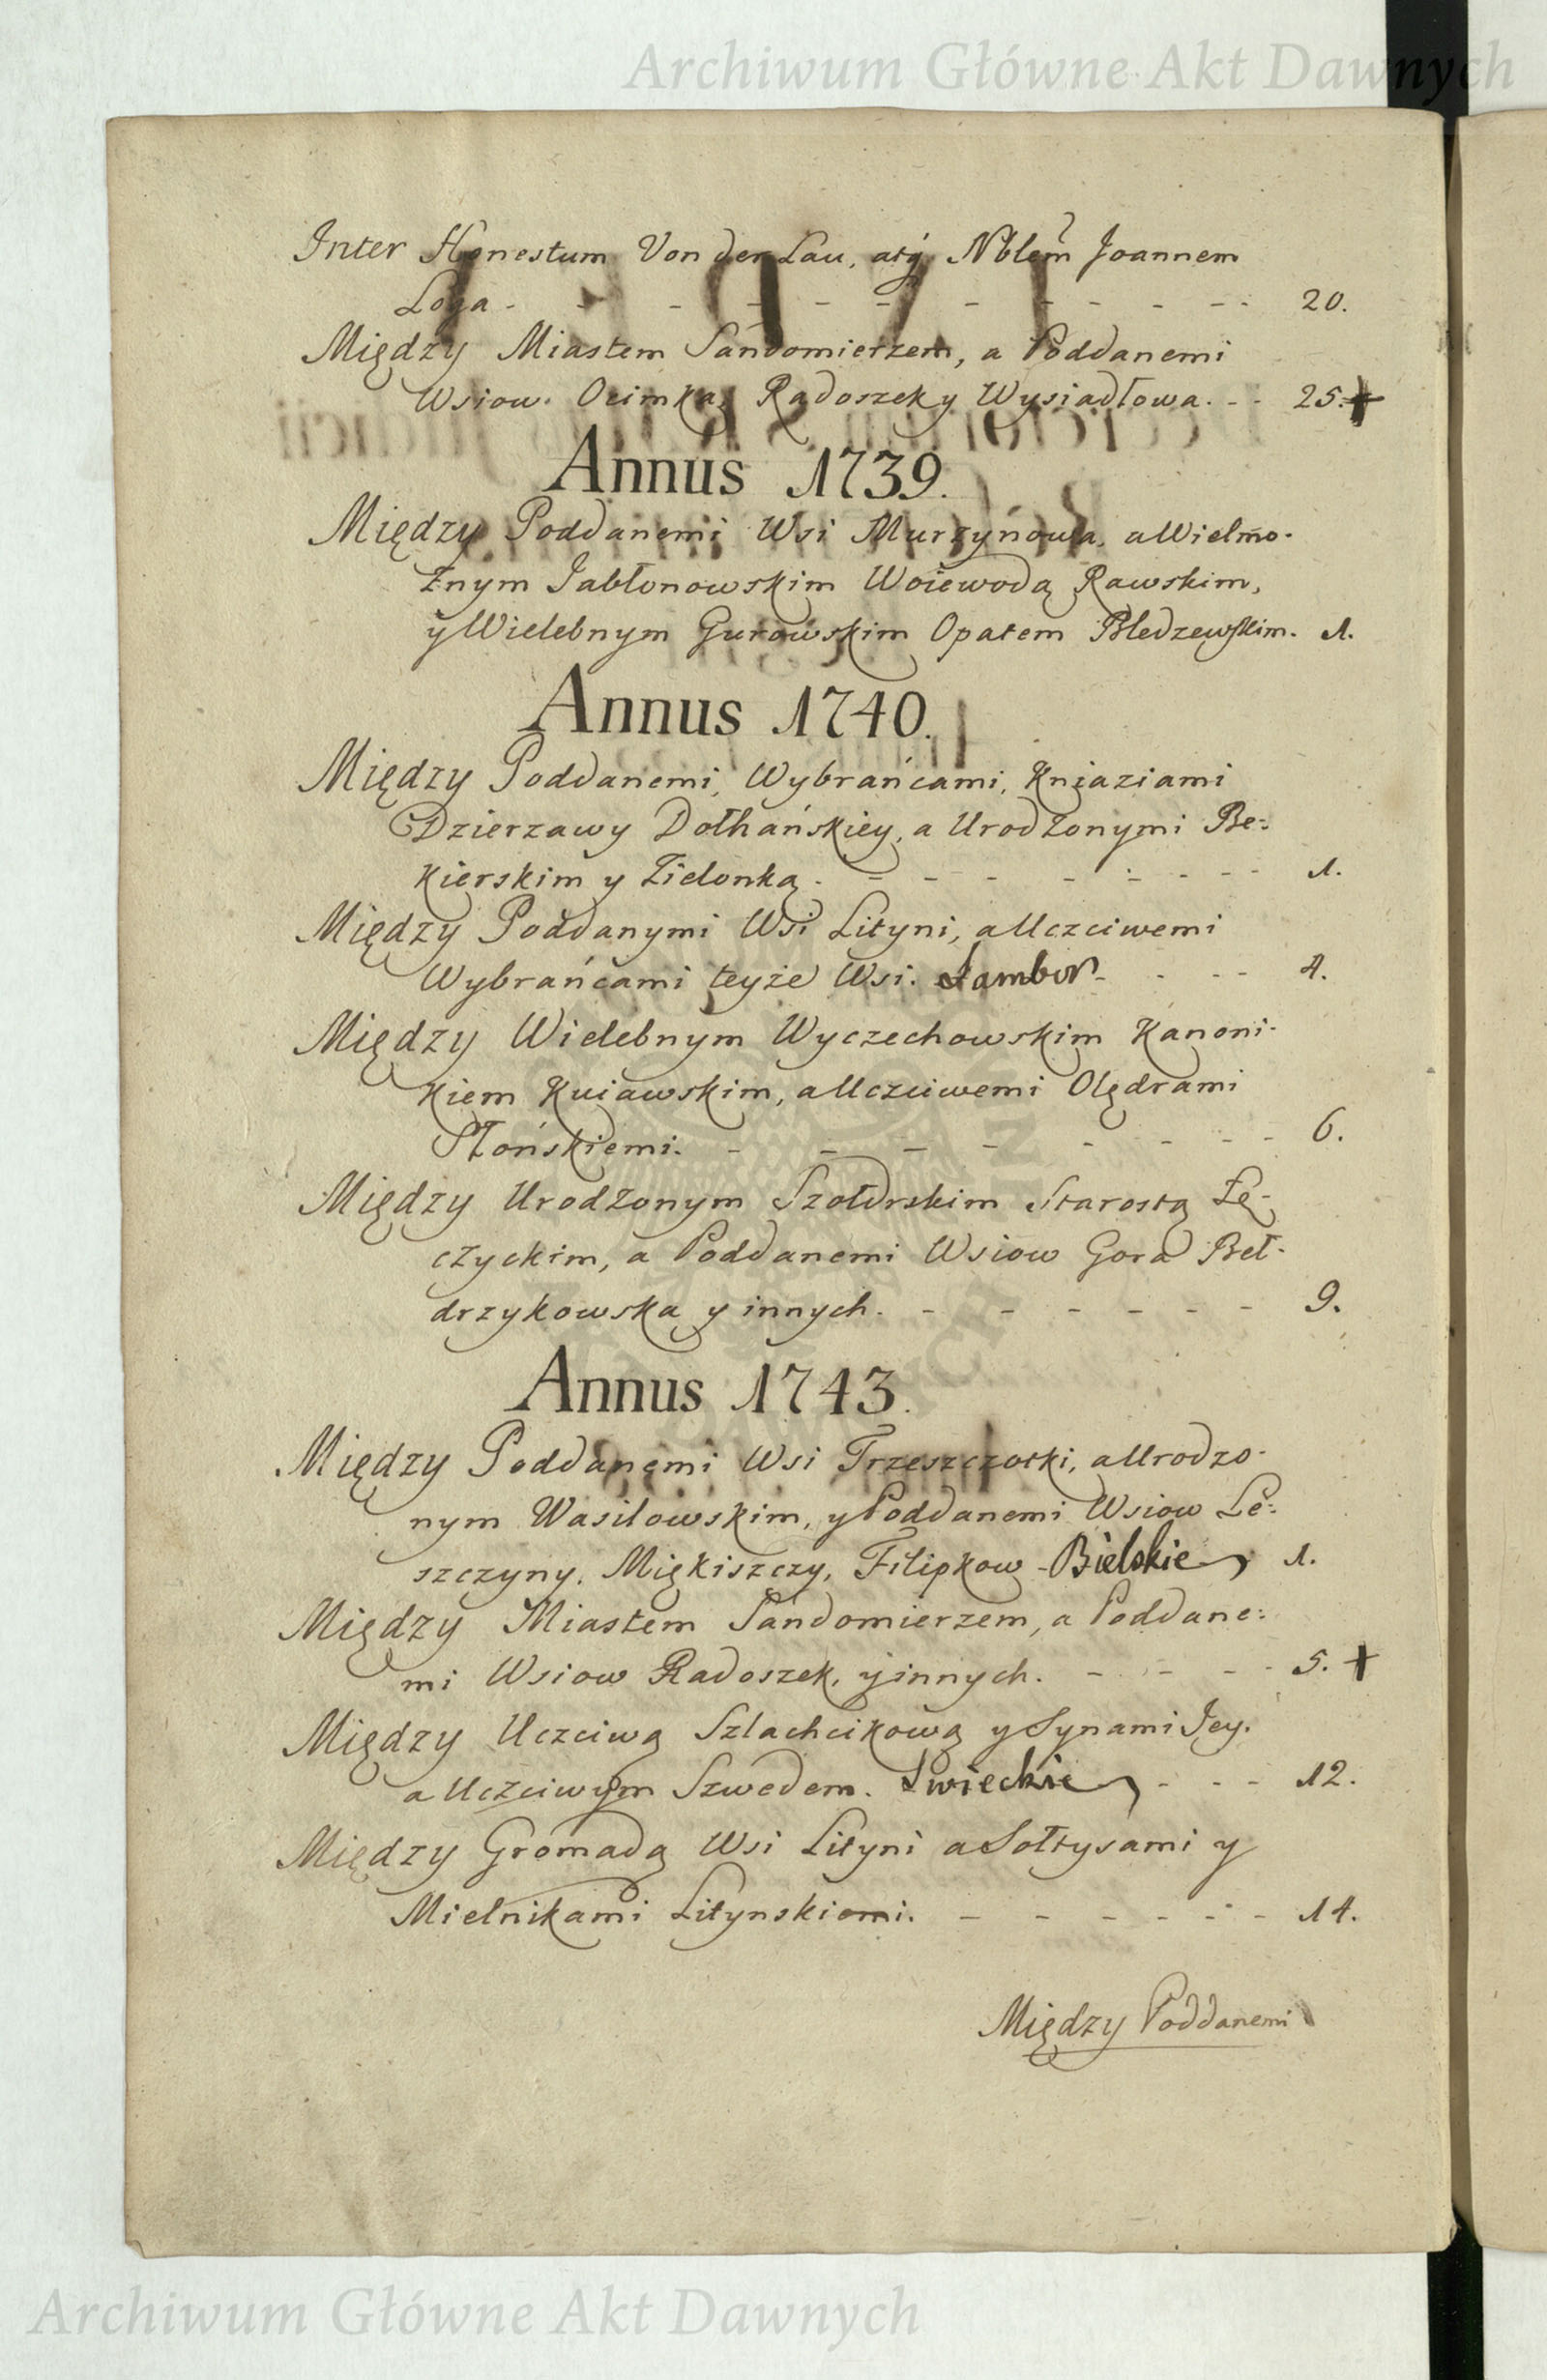 Archiwum Główne Akt Dawnych
Inter Honestum Von der Lau, atq Nblem Joannem
Loga - - - - - - - - - - 20.
Między Miastem Sandomierzem, a Poddanemi
Wsiow. Ocimka, Radoszeky Wysiadłowa. - - 25. +
Annus 1739.
Między Poddanemi Wsi Murzynowa, a Wielmo-
żnym Jabłonowskim Woiewodą Rawskim,
y Wielebnym Gurowskim Opatem Bledzewskim. 1.
Annus 1740.
Między Poddanemi, Wybrańcami, Kniaziami
Dzierzawy Dołhańskiey, a Urodzonymi Be-
kierskim y Zielonką. - - - - - - - - 1.
Między Poddanymi Wsi Lityni, a Uczciwemi
Wybrańcami teyże Wsi. Sambor - - - - 4.
Między Wielebnym Wyczechowskim Kanoni-
kiem Kuiawskim, a Uczciwemi Olędrami
Płońskiemi. - - - - - - - - 6.
Między Urodzonym Szołdrskim Starostą Łę-
czyckim, a Poddanemi Wsiow Gora Beł-
drzykowska y innych. - - - - - - - 9.
Annus 1743.
Między Poddanemi Wsi Trzeszczotki, a Urodzo-
nym Wasilowskim, y Poddanemi Wsiow Le-
szczyny, Miękiszczy, Filipkow - Bielskie 1.
Między Miastem Sandomierzem, a Poddane-
mi Wsiow Radoszek, y innych. - - - - 5. +
Między Uczciwą Szlachcikową y Synami Jey.
a Uczciwym Szwedem. Swieckie - - - 12.
Między Gromadą Wsi Lityni a Sołtysami y
Mielnikami Litynskiemi. - - - - - - - 14.
Między Poddanemi
Archiwum Główne Akt Dawnych